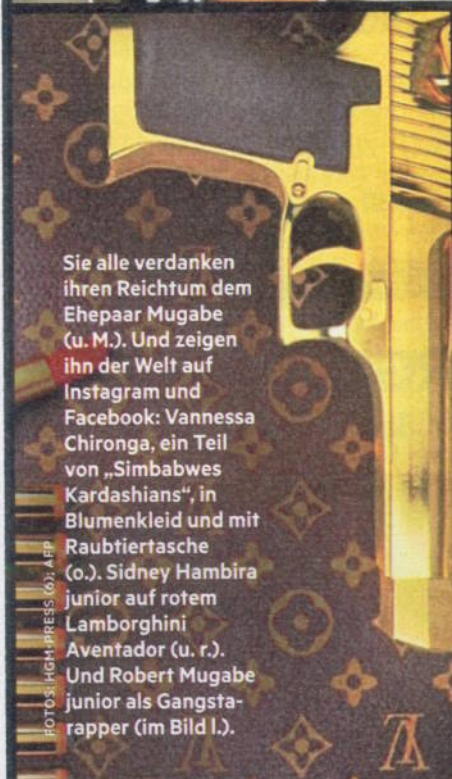 Sie alle verdanken
ihren Reichtum dem
Ehepaar Mugabe
(u. M.). Und zeigen
ihn der Welt auf
Instagram und
Facebook: Vannessa
Chironga, ein Teil
von „Simbabwes
Kardashians“, in
Blumenkleid und mit
Raubtiertasche
(o.). Sidney Hambira
junior auf rotem
Lamborghini
Aventador (u. r.).
Und Robert Mugabe
junior als Gangsta-
rapper (im Bild l.).
FOTOS: HGM-PRESS (6); AFP